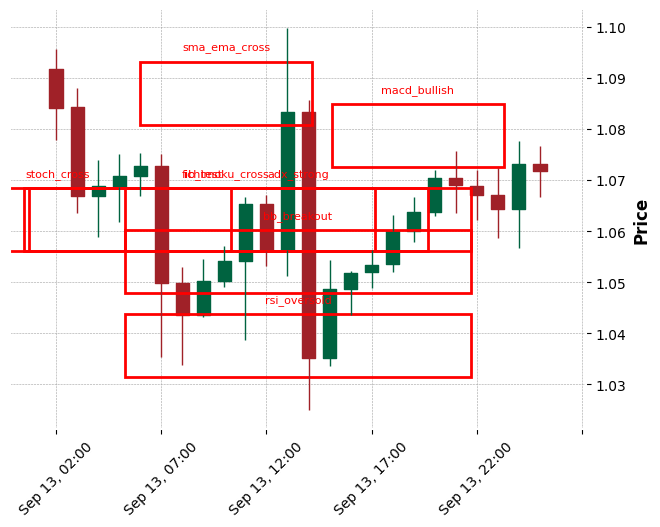 sma_ema_cross
macd_bullish
stoch_cross
adx_strong
rsi_oversold
1.10
1.09
1.08
1.07
1.06
1.05
1.04
1.03
Price
Sep 13, 02:00
Sep 13, 07:00
Sep 13, 12:00
Sep 13, 17:00
Sep 13, 22:00